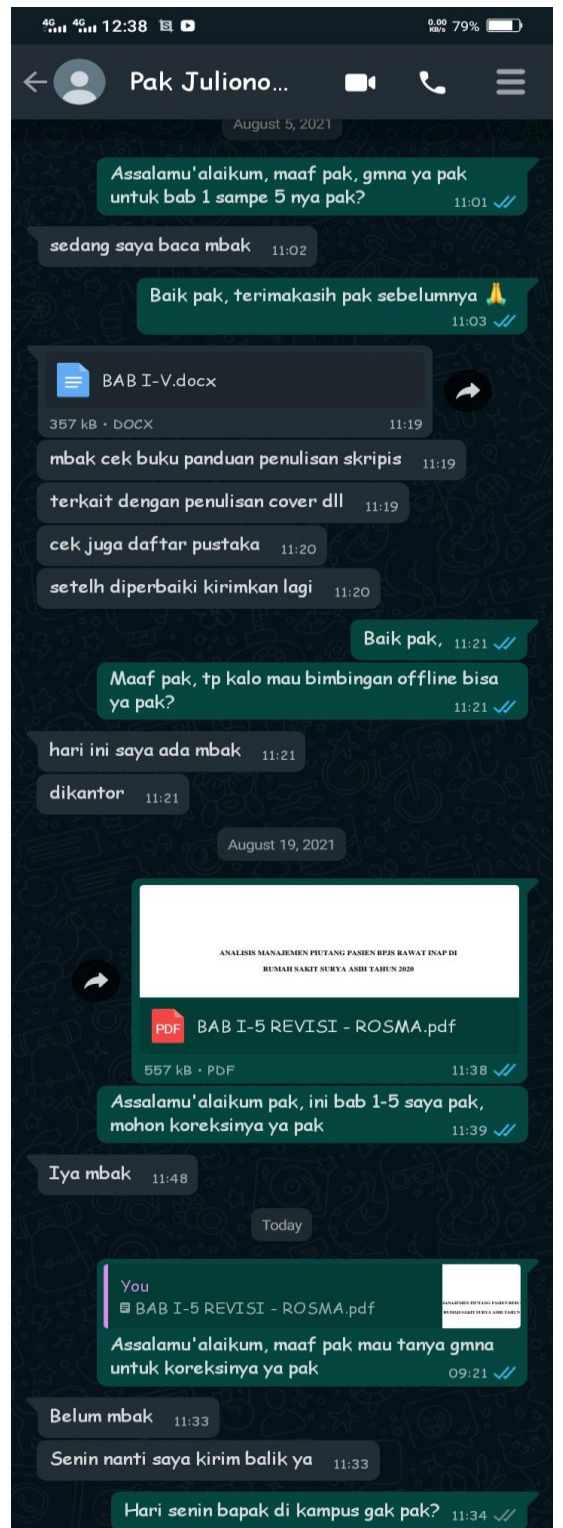 4G 4G 12:38 0.00 KB/s 79%
Pak Juliono...
August 5, 2021
Assalamu'alaikum, maaf pak, gmna ya pak
untuk bab 1 sampe 5 nya pak? 11:01
sedang saya baca mbak 11:02
Baik pak, terimakasih pak sebelumnya 🙏
11:03
BAB I-V.docx
357 kB • DOCX 11:19
mbak cek buku panduan penulisan skripis 11:19
terkait dengan penulisan cover dll 11:19
cek juga daftar pustaka 11:20
setelh diperbaiki kirimkan lagi 11:20
Baik pak, 11:21
Maaf pak, tp kalo mau bimbingan offline bisa
ya pak? 11:21
hari ini saya ada mbak 11:21
dikantor 11:21
August 19, 2021
ANALISIS MANAJEMEN PIUTANG PASIEN BPJS RAWAT INAP DI
RUMAH SAKIT SURYA ASIH TAHUN 2020
PDF BAB I-5 REVISI - ROSMA.pdf
557 kB • PDF 11:38
Assalamu'alaikum pak, ini bab 1-5 saya pak,
mohon koreksinya ya pak 11:39
Iya mbak 11:48
Today
You
BAB I-5 REVISI - ROSMA.pdf
Assalamu'alaikum, maaf pak mau tanya gmna
untuk koreksinya ya pak 09:21
Belum mbak 11:33
Senin nanti saya kirim balik ya 11:33
Hari senin bapak di kampus gak pak? 11:34